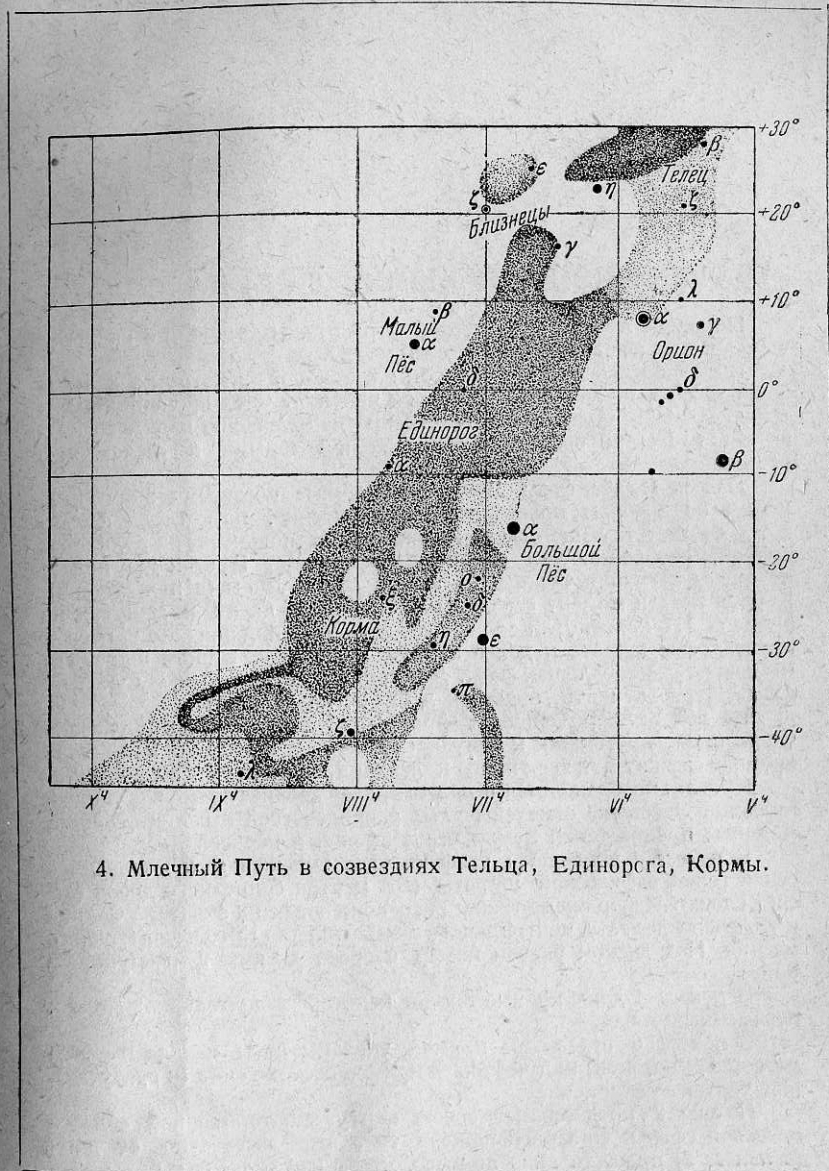 +30°
β
Телец
ε
η
ζ
ζ
+20°
Близнецы
γ
λ
+10°
β
α
γ
Малый
α
Пёс
Орион
δ
δ
0°
Единорог
α
β
-10°
α
Большой
Пёс
-20°
ο
ξ
δ
Корма
η
ε
-30°
π
ζ
-40°
λ
Xч
IXч
VIIIч
VIIч
VIч
Vч
4. Млечный Путь в созвездиях Тельца, Единорога, Кормы.